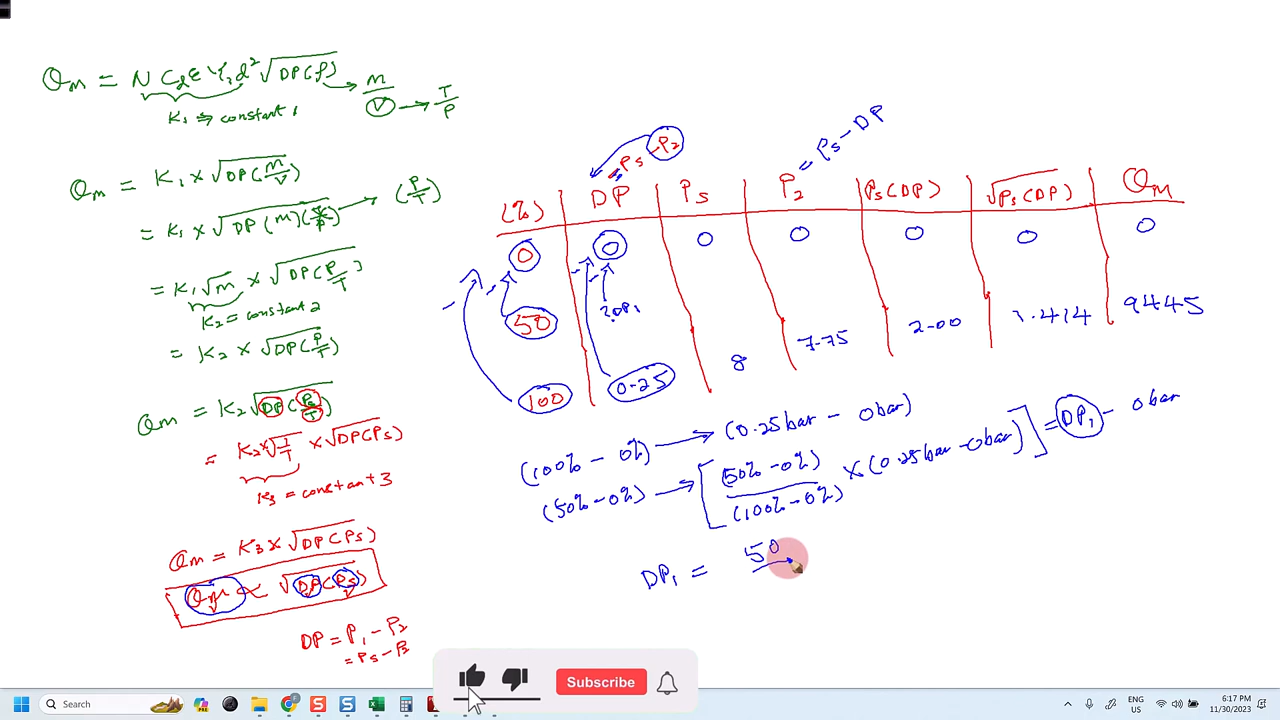 Qm = N Cd E Y1 d² √DP(ρ) → m/V → T/P
K1 ⇒ constant 1
Qm = K1 × √DP(m/V)
= K1 × √DP (m)(P/T) → (P/T)
= K1 √m × √DP(P/T)
K2 = constant 2
= K2 × √DP(P/T)
Qm = K2 √DP(Ps/T)
= K2 × √1/T × √DP(Ps)
K3 = constant 3
Qm = K3 × √DP(Ps)
Qm ∝ √DP(Ps)
DP = P1 - P2
= Ps - P2
= Ps - P2
= Ps - DP
(%) DP Ps P2 Ps(DP) √Ps(DP) Qm
0 0 0 0 0 0 0
50 ?DP1
100 0.25 8 7.75 2.00 1.414 9445
(100% - 0%) → (0.25bar - 0bar)
(50% - 0%) → [(50% - 0%)/(100% - 0%) × (0.25bar - 0bar)] = DP1 - 0bar
DP1 = 50
Subscribe
Search
ENG
US
6:17 PM
11/30/2023